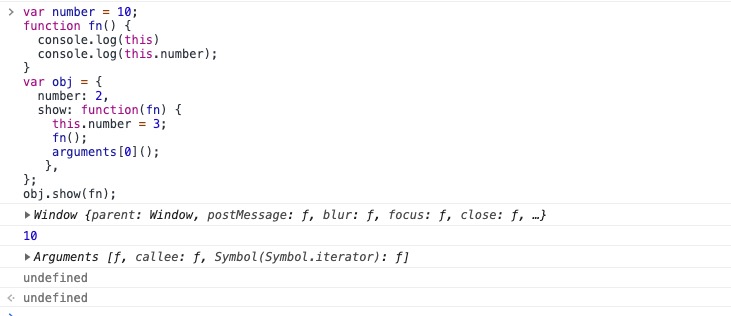 > var number = 10;
function fn() {
  console.log(this)
  console.log(this.number);
}
var obj = {
  number: 2,
  show: function(fn) {
    this.number = 3;
    fn();
    arguments[0]();
   },
};
obj.show(fn);
▶Window {parent: Window, postMessage: ƒ, blur: ƒ, focus: ƒ, close: ƒ, …}
10
▶Arguments [ƒ, callee: ƒ, Symbol(Symbol.iterator): ƒ]
undefined
undefined